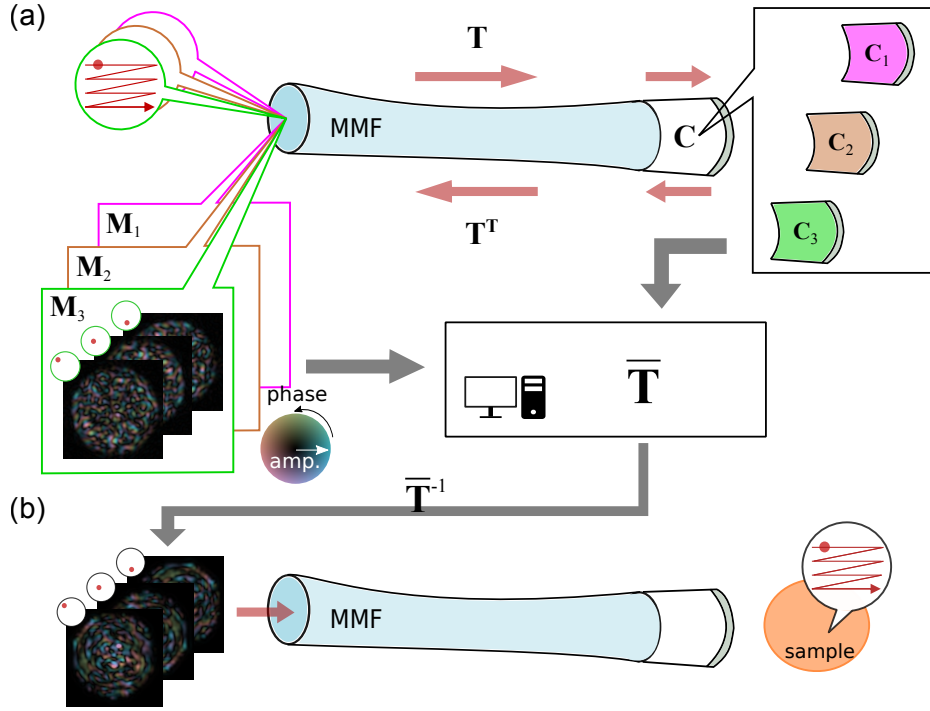 (a)
T
MMF
C
C1
C2
C3
T^T
M1
M2
M3
T̅
phase
amp.
T̅^-1
(b)
MMF
sample